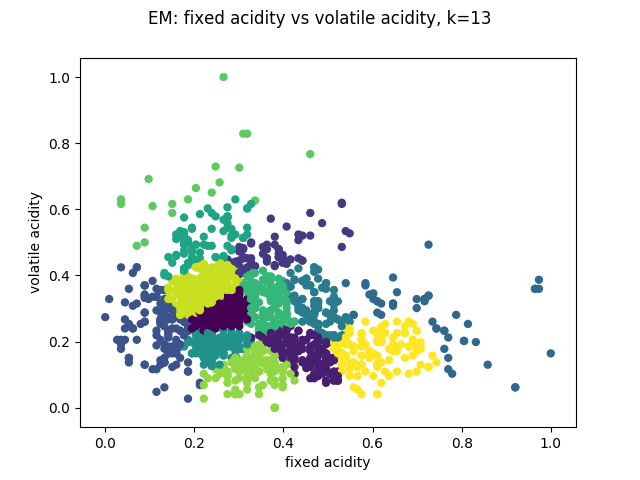 EM: fixed acidity vs volatile acidity, k=13
1.0
0.8
0.6
0.4
0.2
0.0
volatile acidity
0.0 0.2 0.4 0.6 0.8 1.0
fixed acidity